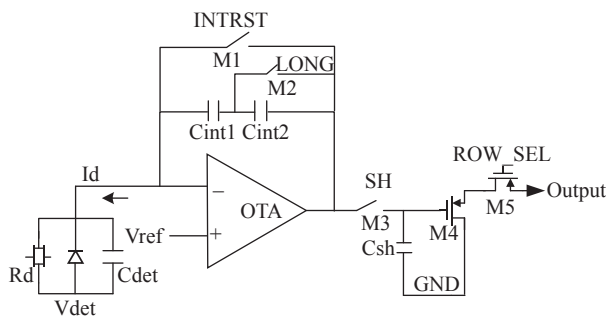 INTRST
M1
LONG
M2
Cint1 Cint2
Id
−
OTA
Vref
+
SH
M3
ROW_SEL
Output
M5
M4
Csh
GND
Rd
Cdet
Vdet